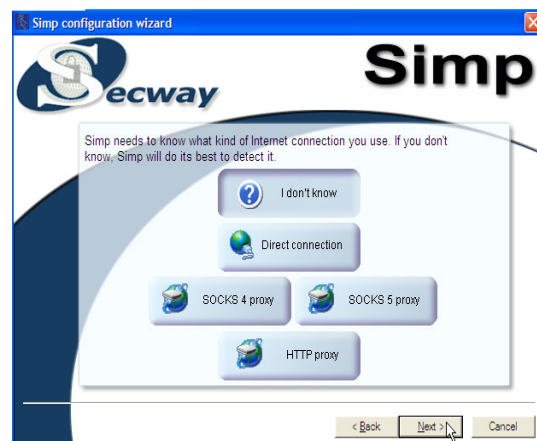 Simp configuration wizard
Secway
Simp
Simp needs to know what kind of Internet connection you use. If you don't
know, Simp will do its best to detect it.
I don't know
Direct connection
SOCKS 4 proxy
SOCKS 5 proxy
HTTP proxy
< Back
Next >
Cancel